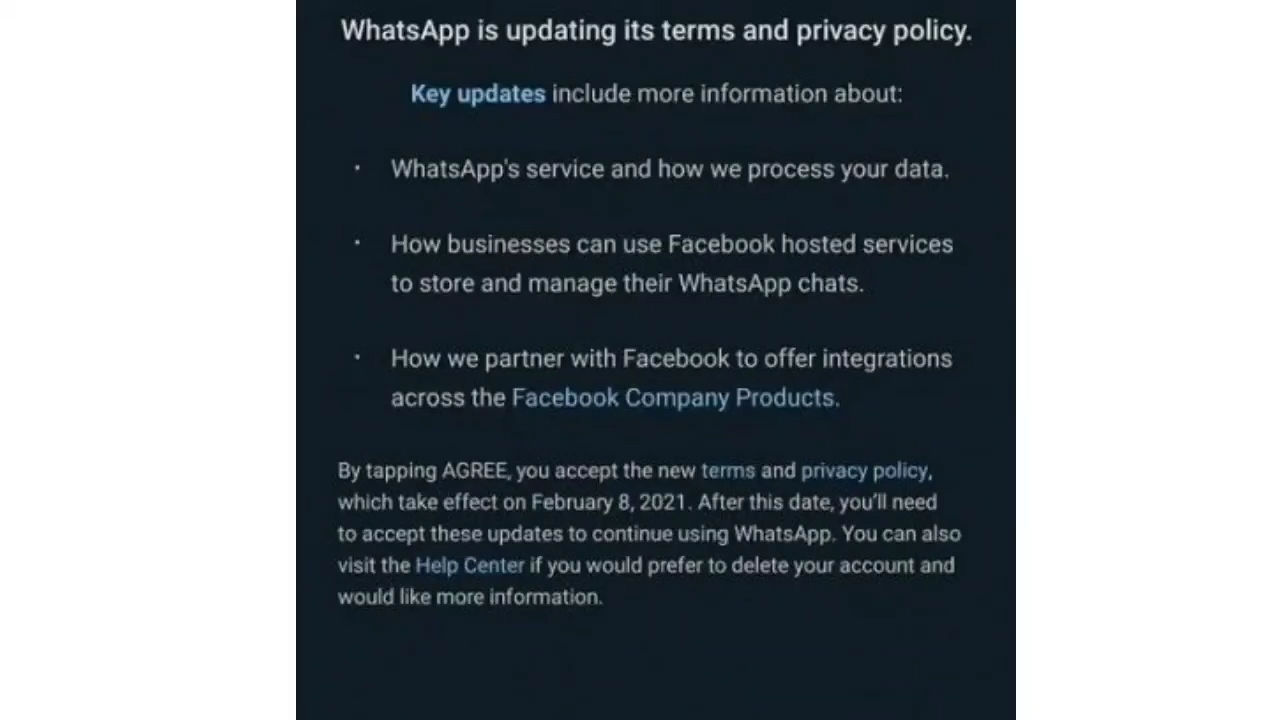 WhatsApp is updating its terms and privacy policy.
Key updates include more information about:
· WhatsApp's service and how we process your data.
· How businesses can use Facebook hosted services
to store and manage their WhatsApp chats.
· How we partner with Facebook to offer integrations
across the Facebook Company Products.
By tapping AGREE, you accept the new terms and privacy policy,
which take effect on February 8, 2021. After this date, you’ll need
to accept these updates to continue using WhatsApp. You can also
visit the Help Center if you would prefer to delete your account and
would like more information.